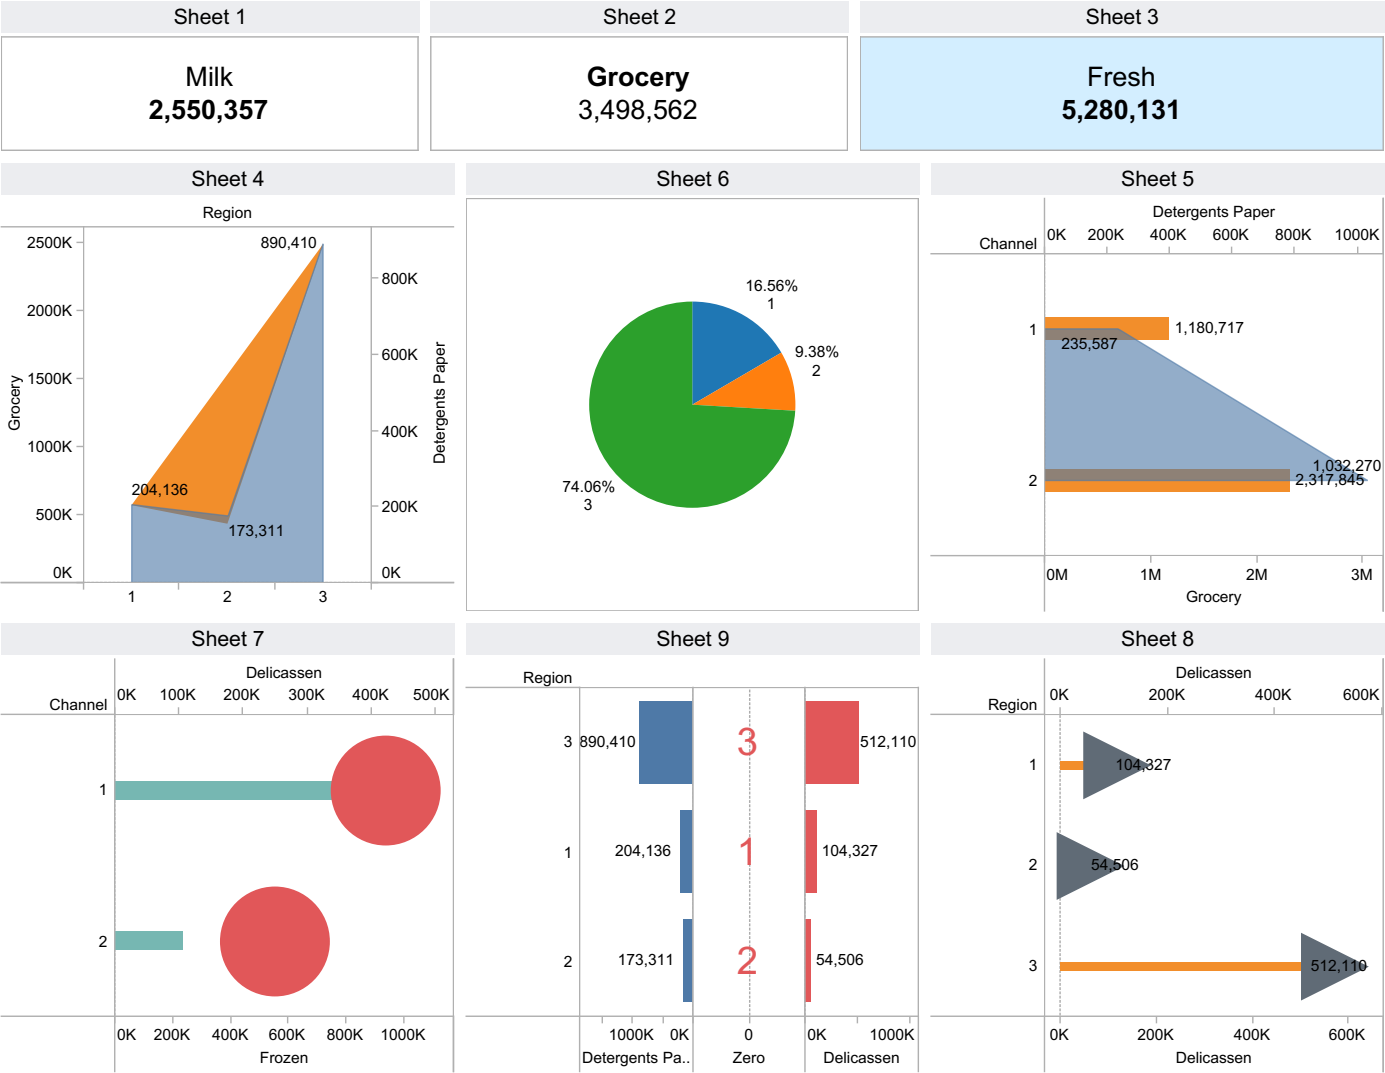 Sheet 1
Milk
2,550,357
Sheet 2
Grocery
3,498,562
Sheet 3
Fresh
5,280,131
Sheet 4
Region
2500K
2000K
1500K
1000K
500K
0K
Grocery
890,410
204,136
173,311
800K
600K
400K
200K
0K
Detergents Paper
1 2 3
Sheet 6
16.56%
1
9.38%
2
74.06%
3
Sheet 5
Detergents Paper
Channel 0K 200K 400K 600K 800K 1000K
1 1,180,717
235,587
1,032,270
2 2,317,845
0M 1M 2M 3M
Grocery
Sheet 7
Delicassen
Channel 0K 100K 200K 300K 400K 500K
1
2
0K 200K 400K 600K 800K 1000K
Frozen
Sheet 9
Region
3 890,410 3 512,110
1 204,136 1 104,327
2 173,311 2 54,506
1000K 0K 0 0K 1000K
Detergents Pa.. Zero Delicassen
Sheet 8
Delicassen
Region 0K 200K 400K 600K
1 104,327
2 54,506
3 512,110
0K 200K 400K 600K
Delicassen